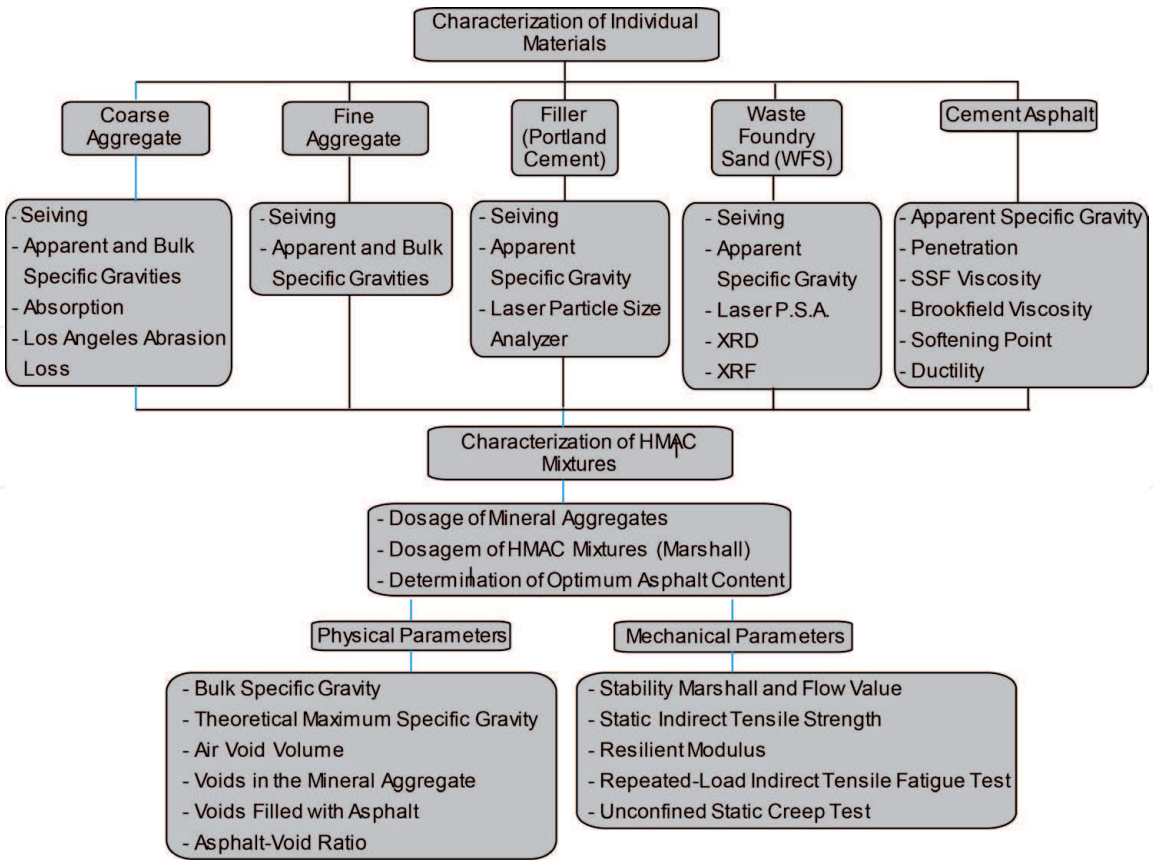 Characterization of Individual
Materials
Coarse
Aggregate
Fine
Aggregate
Filler
(Portland
Cement)
Waste
Foundry
Sand (WFS)
Cement Asphalt
- Seiving
- Apparent and Bulk
Specific Gravities
- Absorption
- Los Angeles Abrasion
Loss
- Seiving
- Apparent and Bulk
Specific Gravities
- Seiving
- Apparent
Specific Gravity
- Laser Particle Size
Analyzer
- Seiving
- Apparent
Specific Gravity
- Laser P.S.A.
- XRD
- XRF
- Apparent Specific Gravity
- Penetration
- SSF Viscosity
- Brookfield Viscosity
- Softening Point
- Ductility
Characterization of HMAC
Mixtures
- Dosage of Mineral Aggregates
- Dosagem of HMAC Mixtures (Marshall)
- Determination of Optimum Asphalt Content
Physical Parameters
Mechanical Parameters
- Bulk Specific Gravity
- Theoretical Maximum Specific Gravity
- Air Void Volume
- Voids in the Mineral Aggregate
- Voids Filled with Asphalt
- Asphalt-Void Ratio
- Stability Marshall and Flow Value
- Static Indirect Tensile Strength
- Resilient Modulus
- Repeated-Load Indirect Tensile Fatigue Test
- Unconfined Static Creep Test